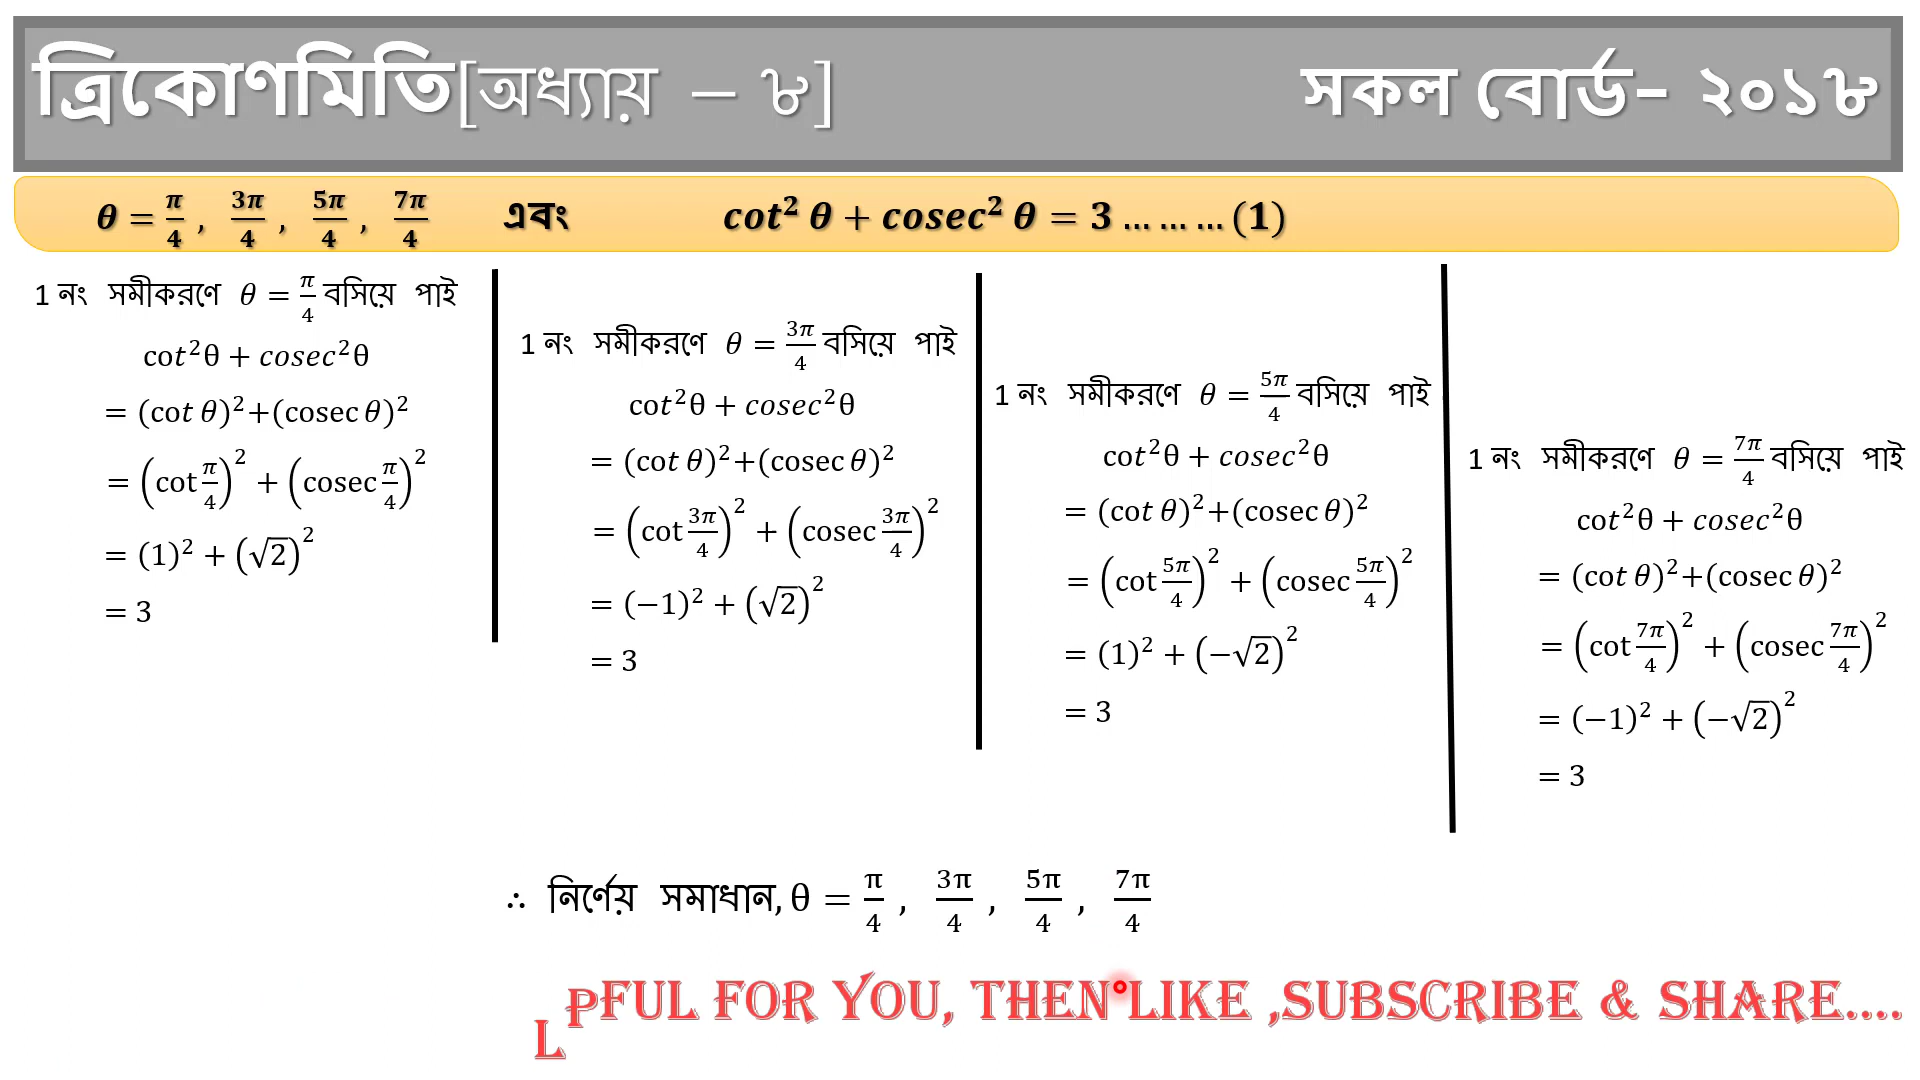 ত্রিকোণমিতি[অধ্যায় – ৮] সকল বোর্ড– ২০১৮
θ = π/4 , 3π/4 , 5π/4 , 7π/4 এবং cot² θ + cosec² θ = 3 … … … (1)
1 নং সমীকরণে θ = π/4 বসিয়ে পাই
cot²θ + cosec²θ
= (cot θ)²+(cosec θ)²
= (cot π/4)² + (cosec π/4)²
= (1)² + (√2)²
= 3
1 নং সমীকরণে θ = 3π/4 বসিয়ে পাই
cot²θ + cosec²θ
= (cot θ)²+(cosec θ)²
= (cot 3π/4)² + (cosec 3π/4)²
= (−1)² + (√2)²
= 3
1 নং সমীকরণে θ = 5π/4 বসিয়ে পাই
cot²θ + cosec²θ
= (cot θ)²+(cosec θ)²
= (cot 5π/4)² + (cosec 5π/4)²
= (1)² + (−√2)²
= 3
1 নং সমীকরণে θ = 7π/4 বসিয়ে পাই
cot²θ + cosec²θ
= (cot θ)²+(cosec θ)²
= (cot 7π/4)² + (cosec 7π/4)²
= (−1)² + (−√2)²
= 3
∴ নির্ণেয় সমাধান, θ = π/4 , 3π/4 , 5π/4 , 7π/4
LPFUL FOR YOU, THEN LIKE ,SUBSCRIBE & SHARE....